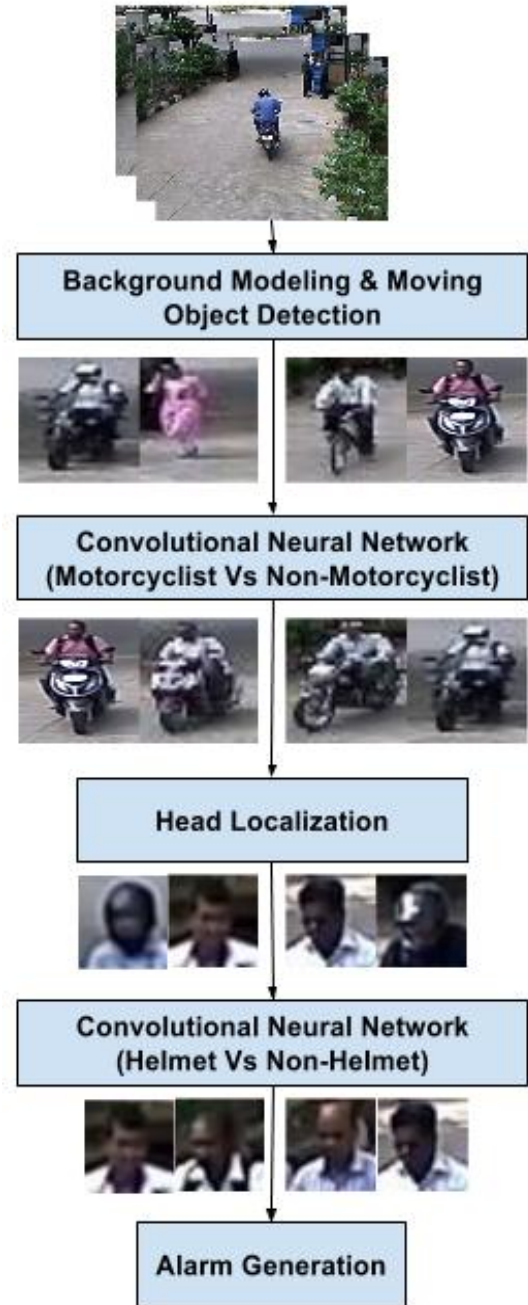 Background Modeling & Moving
Object Detection
Convolutional Neural Network
(Motorcyclist Vs Non-Motorcyclist)
Head Localization
Convolutional Neural Network
(Helmet Vs Non-Helmet)
Alarm Generation